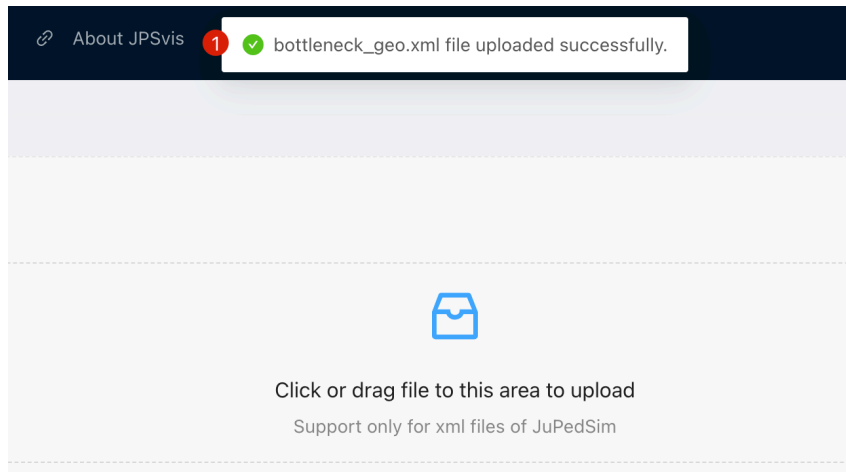 About JPSvis
1
bottleneck_geo.xml file uploaded successfully.
Click or drag file to this area to upload
Support only for xml files of JuPedSim